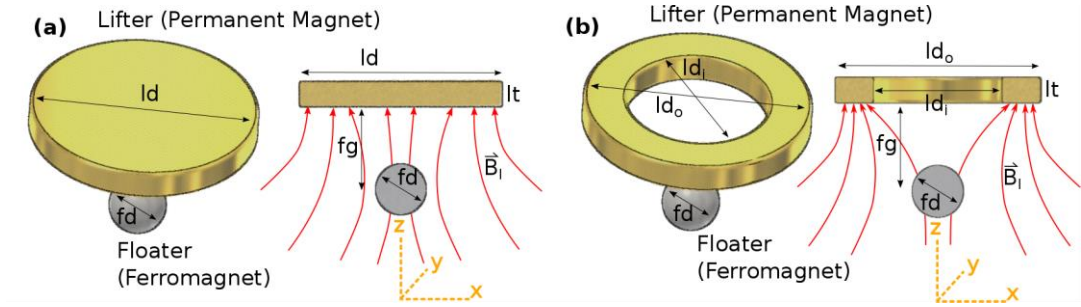 (a)
Lifter (Permanent Magnet)
ld
fd
Floater
(Ferromagnet)
ld
lt
fg
fd
B⃗l
z
y
x
(b)
Lifter (Permanent Magnet)
ldi
ldo
fd
Floater
(Ferromagnet)
ldo
lt
ldi
fg
fd
B⃗l
z
y
x